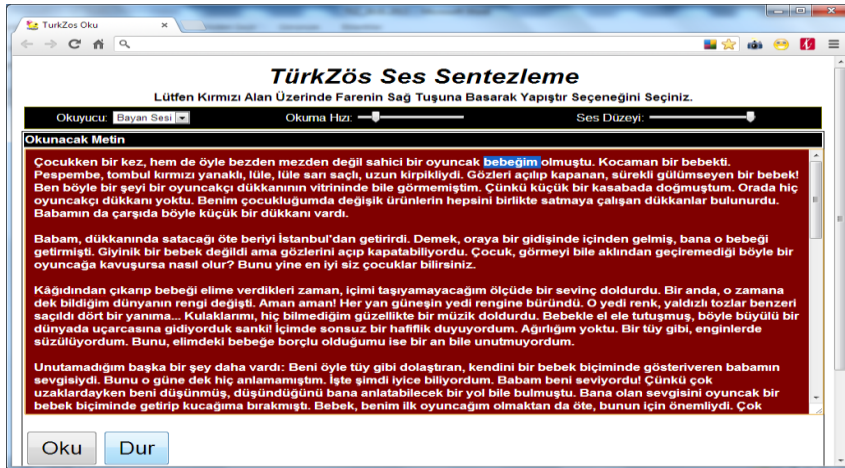 TurkZos Oku
TürkZös Ses Sentezleme
Lütfen Kırmızı Alan Üzerinde Farenin Sağ Tuşuna Basarak Yapıştır Seçeneğini Seçiniz.
Okuyucu: Bayan Sesi Okuma Hızı: Ses Düzeyi:
Okunacak Metin
Çocukken bir kez, hem de öyle bezden mezden değil sahici bir oyuncak bebeğim olmuştu. Kocaman bir bebekti.
Pespembe, tombul kırmızı yanaklı, lüle, lüle sarı saçlı, uzun kirpikliydi. Gözleri açılıp kapanan, sürekli gülümseyen bir bebek!
Ben böyle bir şeyi bir oyuncakçı dükkanının vitrininde bile görmemiştim. Çünkü küçük bir kasabada doğmuştum. Orada hiç
oyuncakçı dükkanı yoktu. Benim çocukluğumda değişik ürünlerin hepsini birlikte satmaya çalışan dükkanlar bulunurdu.
Babamın da çarşıda böyle küçük bir dükkanı vardı.
Babam, dükkanında satacağı öte beriyi İstanbul'dan getirirdi. Demek, oraya bir gidişinde içinden gelmiş, bana o bebeği
getirmişti. Giyinik bir bebek değildi ama gözlerini açıp kapatabiliyordu. Çocuk, görmeyi bile aklından geçiremediği böyle bir
oyuncağa kavuşursa nasıl olur? Bunu yine en iyi siz çocuklar bilirsiniz.
Kâğıdından çıkarıp bebeği elime verdikleri zaman, içimi taşıyamayacağım ölçüde bir sevinç doldurdu. Bir anda, o zamana
dek bildiğim dünyanın rengi değişti. Aman aman! Her yan güneşin yedi rengine büründü. O yedi renk, yaldızlı tozlar benzeri
saçıldı dört bir yanıma... Kulaklarımı, hiç bilmediğim güzellikte bir müzik doldurdu. Bebekle el ele tutuşmuş, böyle büyülü bir
dünyada uçarcasına gidiyorduk sanki! İçimde sonsuz bir hafiflik duyuyordum. Ağırlığım yoktu. Bir tüy gibi, enginlerde
süzülüyordum. Bunu, elimdeki bebeğe borçlu olduğumu ise bir an bile unutmuyordum.
Unutamadığım başka bir şey daha vardı: Beni öyle tüy gibi dolaştıran, kendini bir bebek biçiminde gösteriveren babamın
sevgisiydi. Bunu o güne dek hiç anlamamıştım. İşte şimdi iyice biliyordum. Babam beni seviyordu! Çünkü çok
uzaklardayken beni düşünmüş, düşündüğünü bana anlatabilecek bir yol bile bulmuştu. Bana olan sevgisini oyuncak bir
bebek biçiminde getirip kucağıma bırakmıştı. Bebek, benim ilk oyuncağım olmaktan da öte, bunun için önemliydi. Çok
Oku Dur